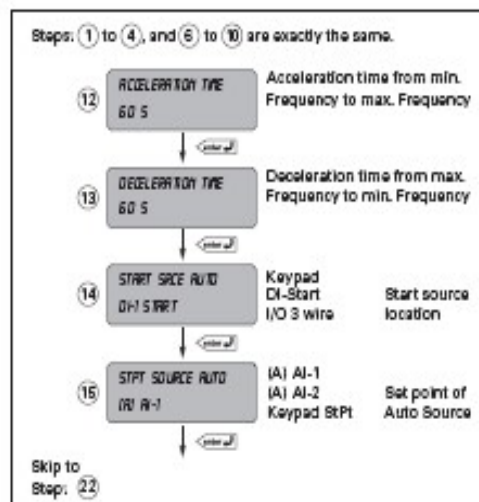 Steps: 1 to 4, and 6 to 10 are exactly the same.
12
ACCELERATION TIME
60 S
Acceleration time from min.
Frequency to max. Frequency
enter
13
DECELERATION TIME
60 S
Deceleration time from max.
Frequency to min. Frequency
enter
14
START SRCE AUTO
DI-1 START
Keypad
DI-Start
I/O 3 wire
Start source
location
enter
15
STPT SOURCE AUTO
(A) AI-1
(A) AI-1
(A) AI-2
Keypad StPt
Set point of
Auto Source
enter
Skip to
Step: 22